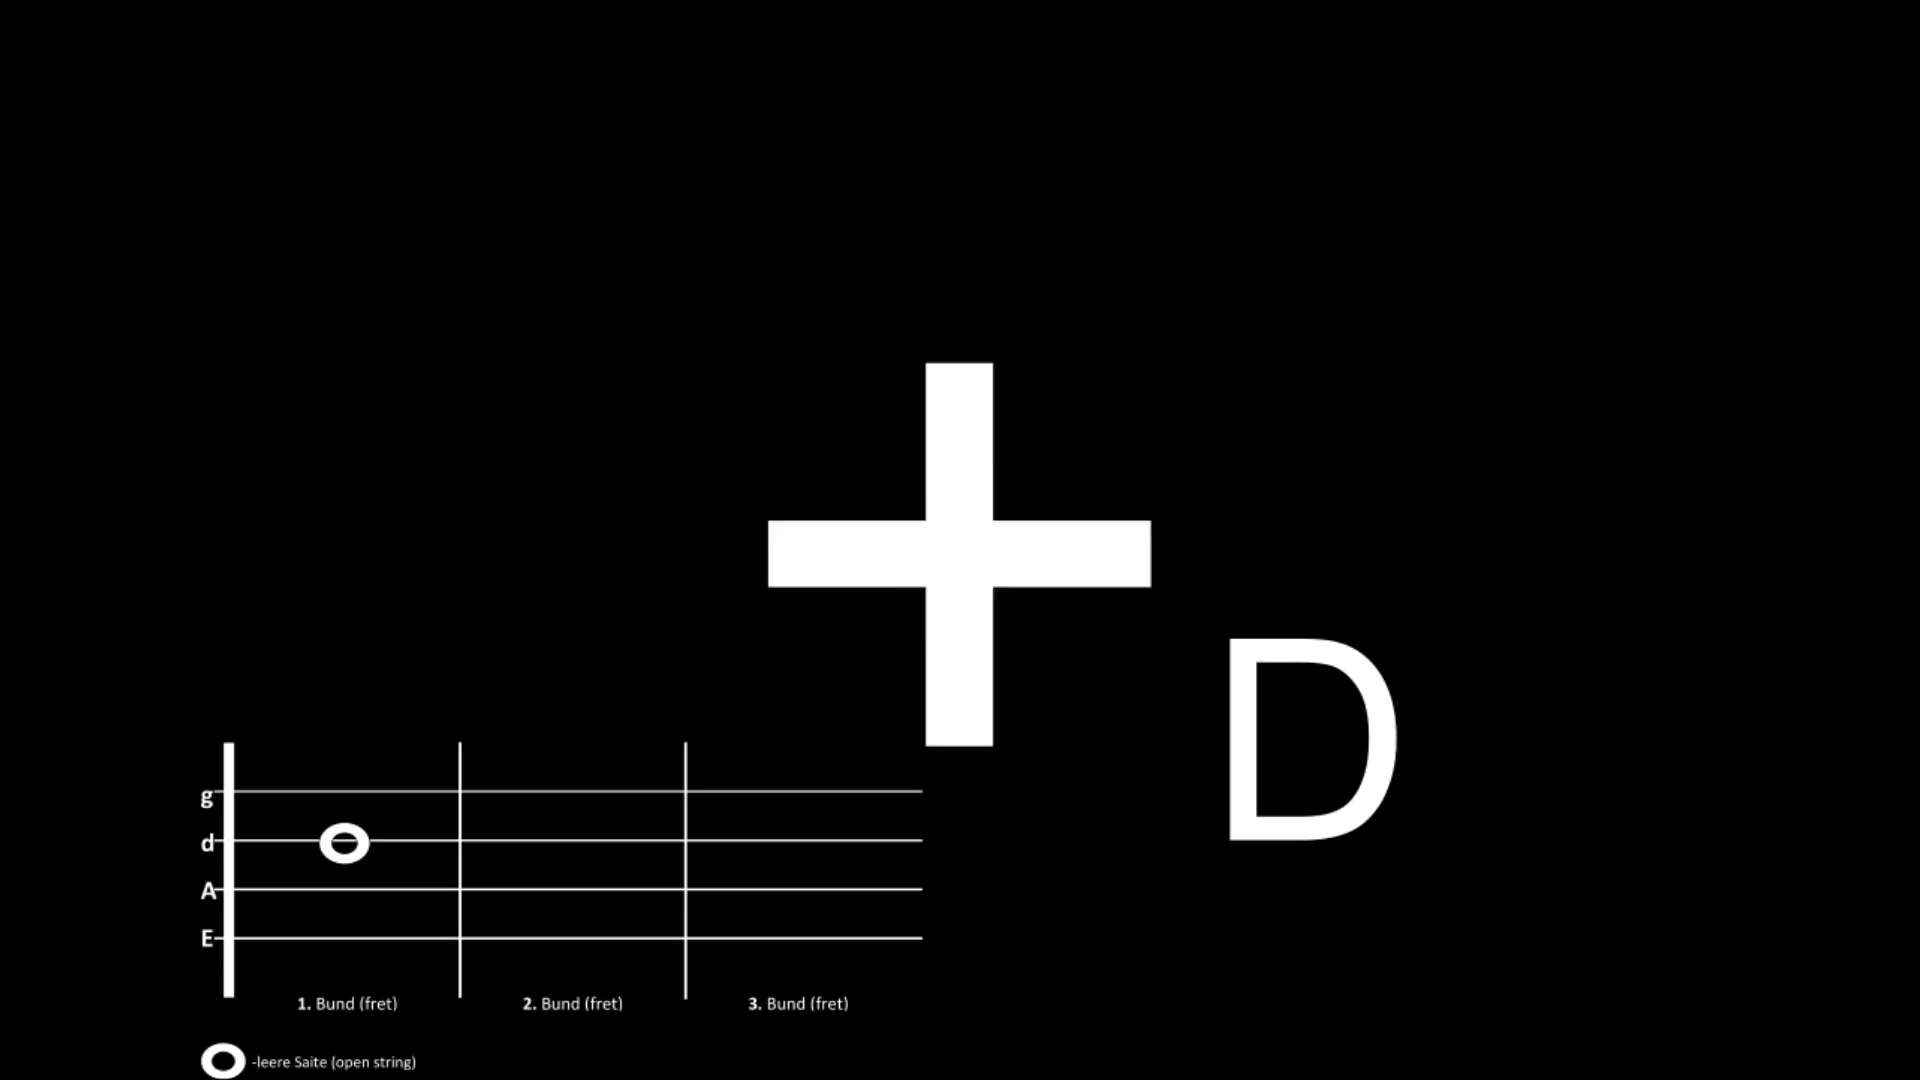 +
D
g
d
A
E
1. Bund (fret) 2. Bund (fret) 3. Bund (fret)
-leere Saite (open string)